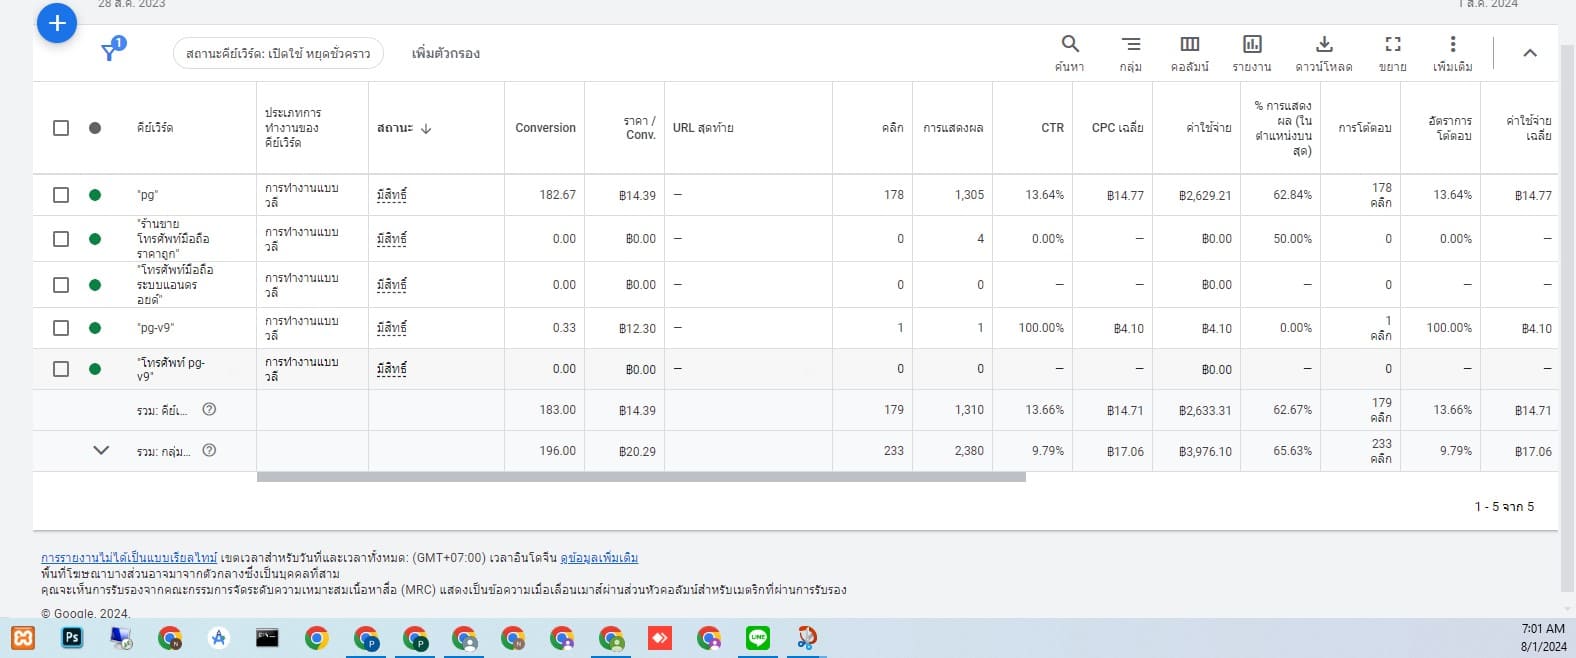 28 ส.ค. 2023
1 ส.ค. 2024
1
สถานะคีย์เวิร์ด: เปิดใช้ หยุดชั่วคราว
เพิ่มตัวกรอง
ค้นหา
กลุ่ม
คอลัมน์
รายงาน
ดาวน์โหลด
ขยาย
เพิ่มเติม
คีย์เวิร์ด
ประเภทการ
ทำงานของ
คีย์เวิร์ด
สถานะ
Conversion
ราคา /
Conv.
URL สุดท้าย
คลิก
การแสดงผล
CTR
CPC เฉลี่ย
ค่าใช้จ่าย
% การแสดง
ผล (ใน
ตำแหน่งบน
สุด)
การโต้ตอบ
อัตราการ
โต้ตอบ
ค่าใช้จ่าย
เฉลี่ย
"pg"
การทำงานแบบ
วลี
มีสิทธิ์
182.67
฿14.39
—
178
1,305
13.64%
฿14.77
฿2,629.21
62.84%
178
คลิก
13.64%
฿14.77
"ร้านขาย
โทรศัพท์มือถือ
ราคาถูก"
การทำงานแบบ
วลี
มีสิทธิ์
0.00
฿0.00
—
0
4
0.00%
—
฿0.00
50.00%
0
0.00%
—
"โทรศัพท์มือถือ
ระบบแอนดร
อยด์"
การทำงานแบบ
วลี
มีสิทธิ์
0.00
฿0.00
—
0
0
—
—
฿0.00
—
0
—
—
"pg-v9"
การทำงานแบบ
วลี
มีสิทธิ์
0.33
฿12.30
—
1
1
100.00%
฿4.10
฿4.10
0.00%
1
คลิก
100.00%
฿4.10
"โทรศัพท์ pg-
v9"
การทำงานแบบ
วลี
มีสิทธิ์
0.00
฿0.00
—
0
0
—
—
฿0.00
—
0
—
—
รวม: คีย์เ...
183.00
฿14.39
179
1,310
13.66%
฿14.71
฿2,633.31
62.67%
179
คลิก
13.66%
฿14.71
รวม: กลุ่ม...
196.00
฿20.29
233
2,380
9.79%
฿17.06
฿3,976.10
65.63%
233
คลิก
9.79%
฿17.06
1 - 5 จาก 5
การรายงานไม่ได้เป็นแบบเรียลไทม์ เขตเวลาสำหรับวันที่และเวลาทั้งหมด: (GMT+07:00) เวลาอินโดจีน ดูข้อมูลเพิ่มเติม
พื้นที่โฆษณาบางส่วนอาจมาจากตัวกลางซึ่งเป็นบุคคลที่สาม
คุณจะเห็นการรับรองจากคณะกรรมการจัดระดับความเหมาะสมเนื้อหาสื่อ (MRC) แสดงเป็นข้อความเมื่อเลื่อนเมาส์ผ่านส่วนหัวคอลัมน์สำหรับเมตริกที่ผ่านการรับรอง
© Google, 2024.
Ps
N
P
P
N
LINE
7:01 AM
8/1/2024